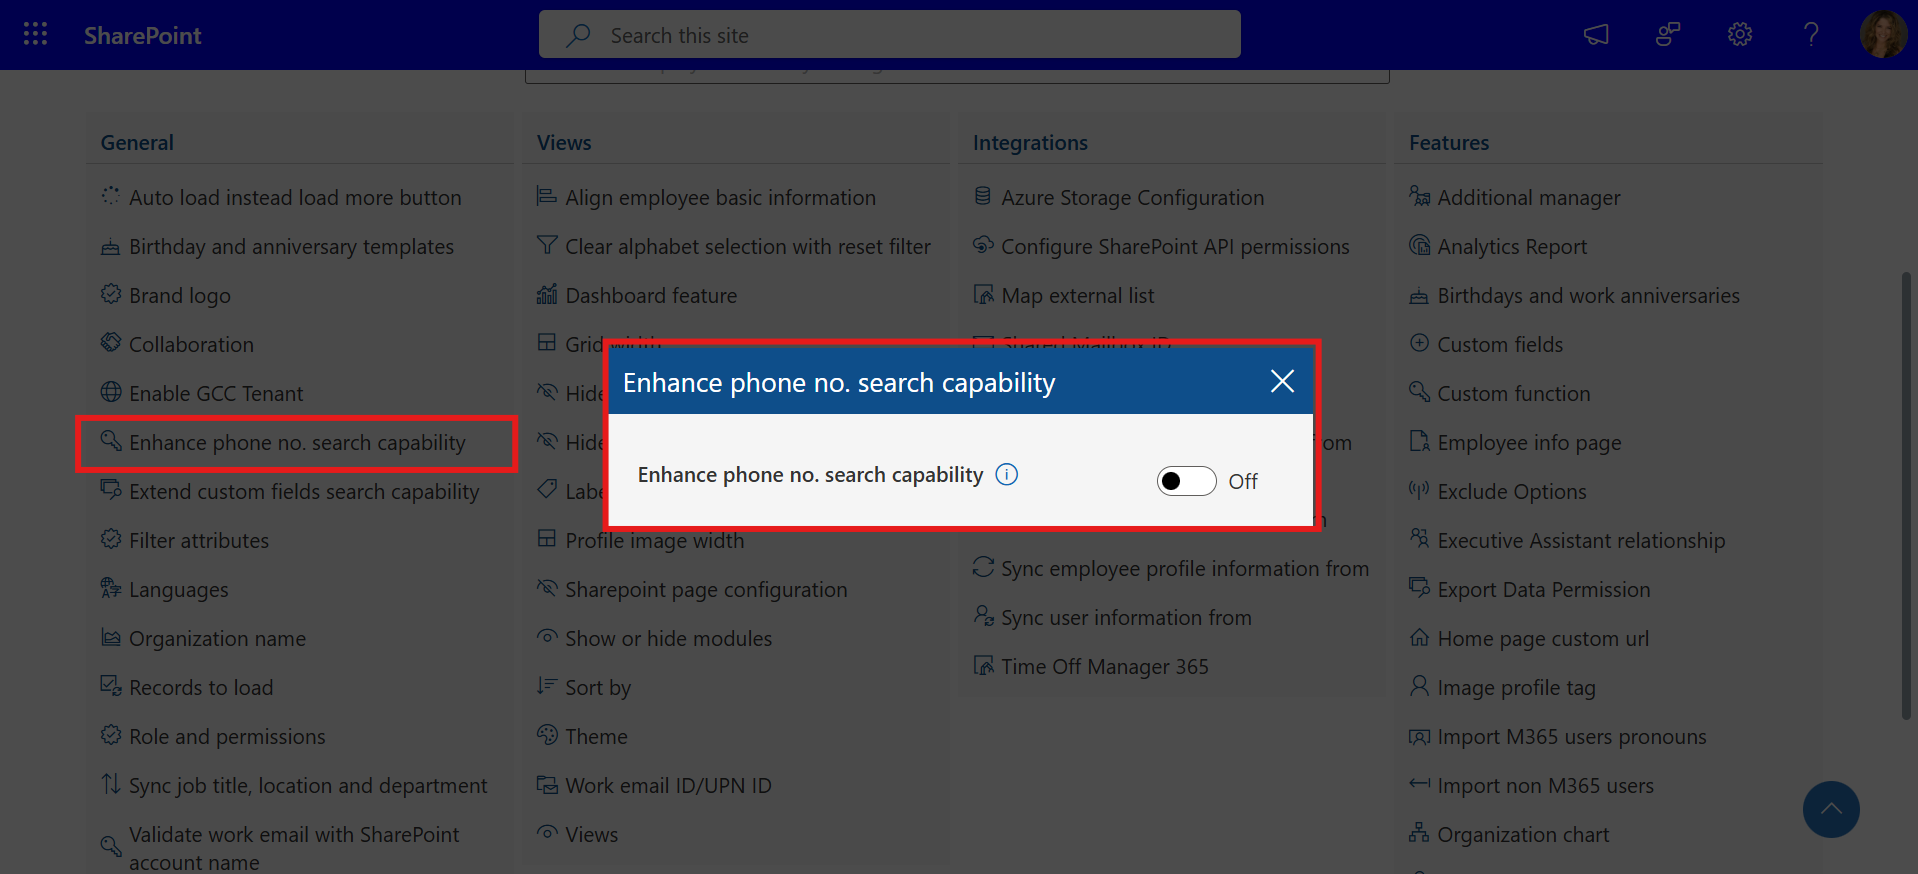 SharePoint
Search this site
General
Auto load instead load more button
Birthday and anniversary templates
Brand logo
Collaboration
Enable GCC Tenant
Enhance phone no. search capability
Extend custom fields search capability
Filter attributes
Languages
Organization name
Records to load
Role and permissions
Sync job title, location and department
Validate work email with SharePoint
account name
Views
Align employee basic information
Clear alphabet selection with reset filter
Dashboard feature
Grid width
Hide
Hide
Profile image width
Sharepoint page configuration
Show or hide modules
Sort by
Theme
Work email ID/UPN ID
Views
Integrations
Azure Storage Configuration
Configure SharePoint API permissions
Map external list
Shared Mailbox ID
from
Sync employee profile information from
Sync user information from
Time Off Manager 365
Features
Additional manager
Analytics Report
Birthdays and work anniversaries
Custom fields
Custom function
Employee info page
Exclude Options
Executive Assistant relationship
Export Data Permission
Home page custom url
Image profile tag
Import M365 users pronouns
Import non M365 users
Organization chart
Enhance phone no. search capability
Enhance phone no. search capability
Off